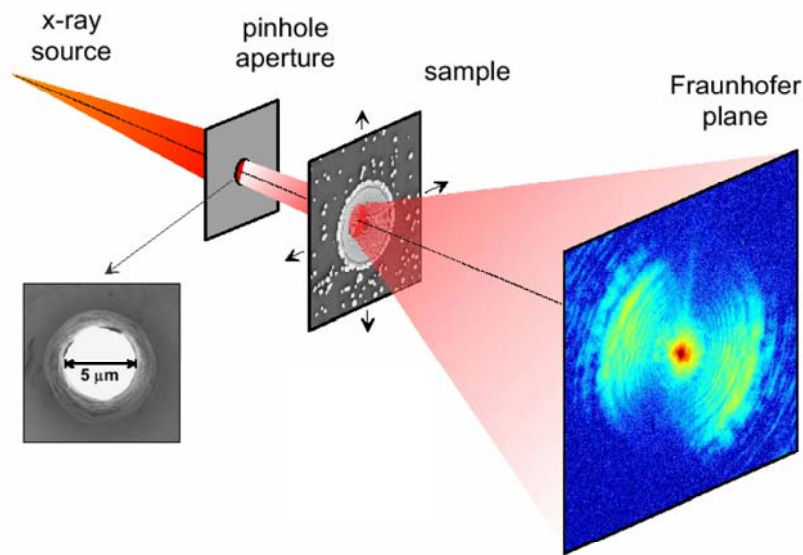 x-ray
source
pinhole
aperture
sample
Fraunhofer
plane
5 μm